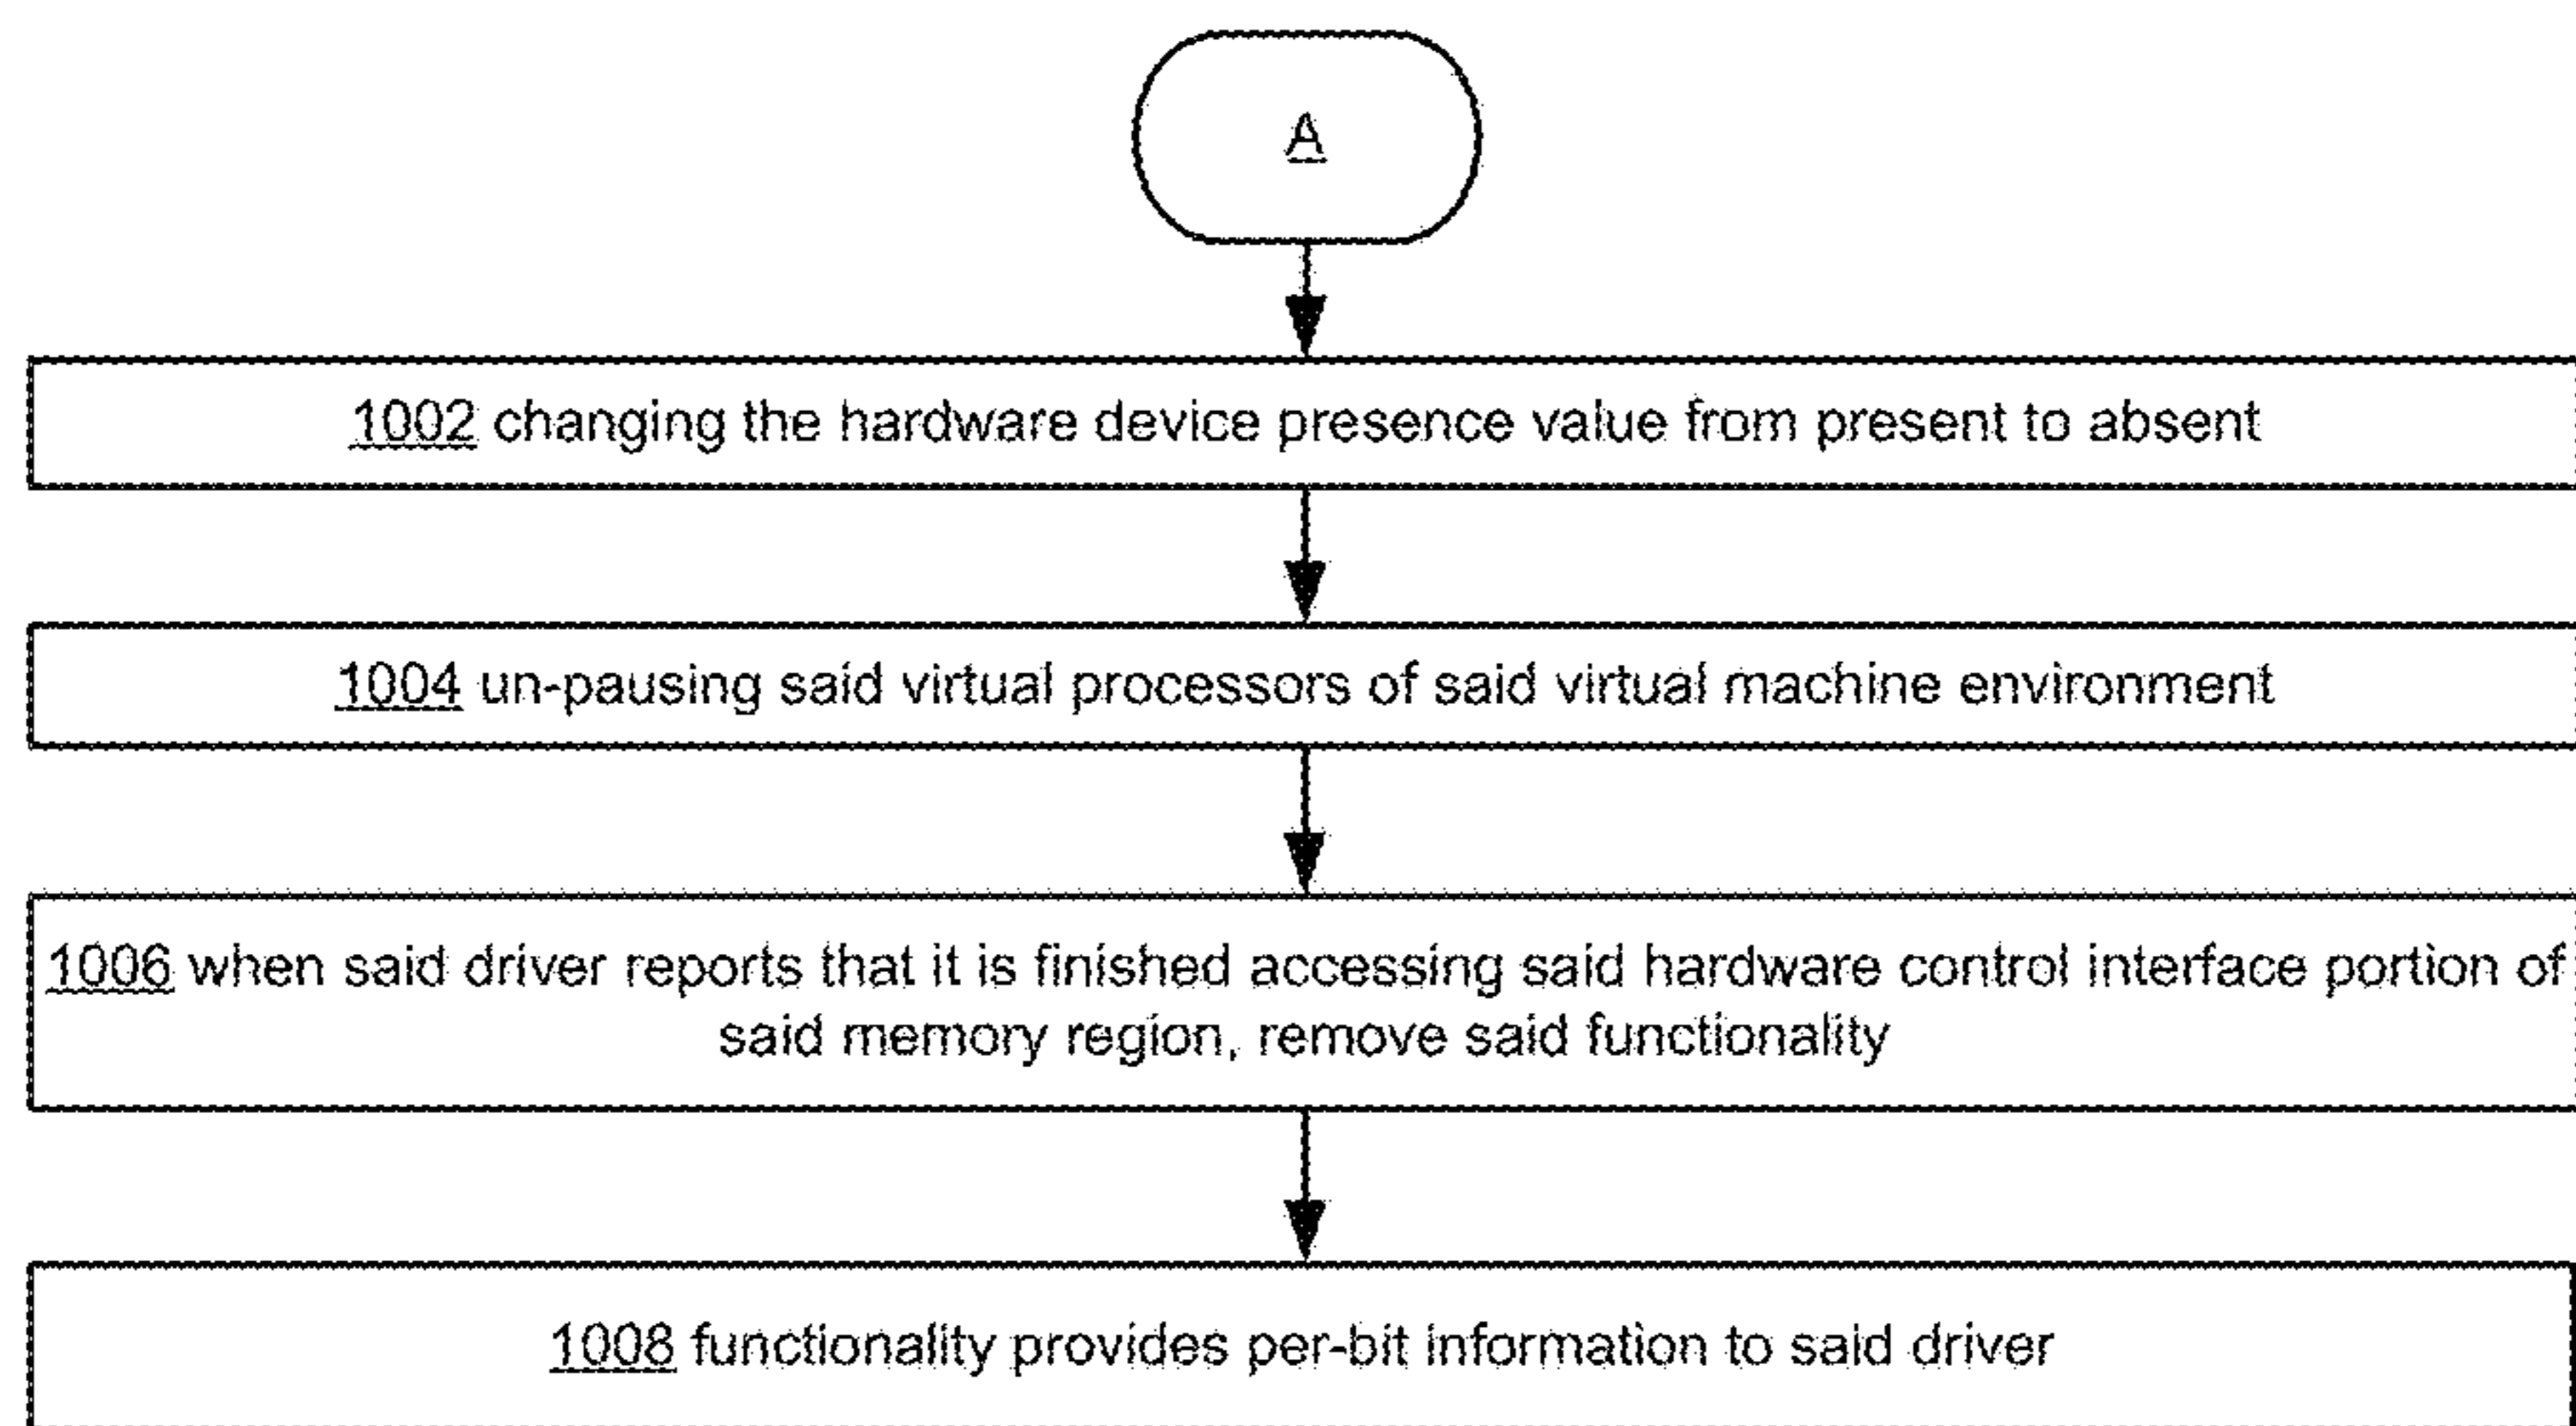 A
1002 changing the hardware device presence value from present to absent
1004 un-pausing said virtual processors of said virtual machine environment
1006 when said driver reports that it is finished accessing said hardware control interface portion of
said memory region, remove said functionality
1008 functionality provides per-bit information to said driver